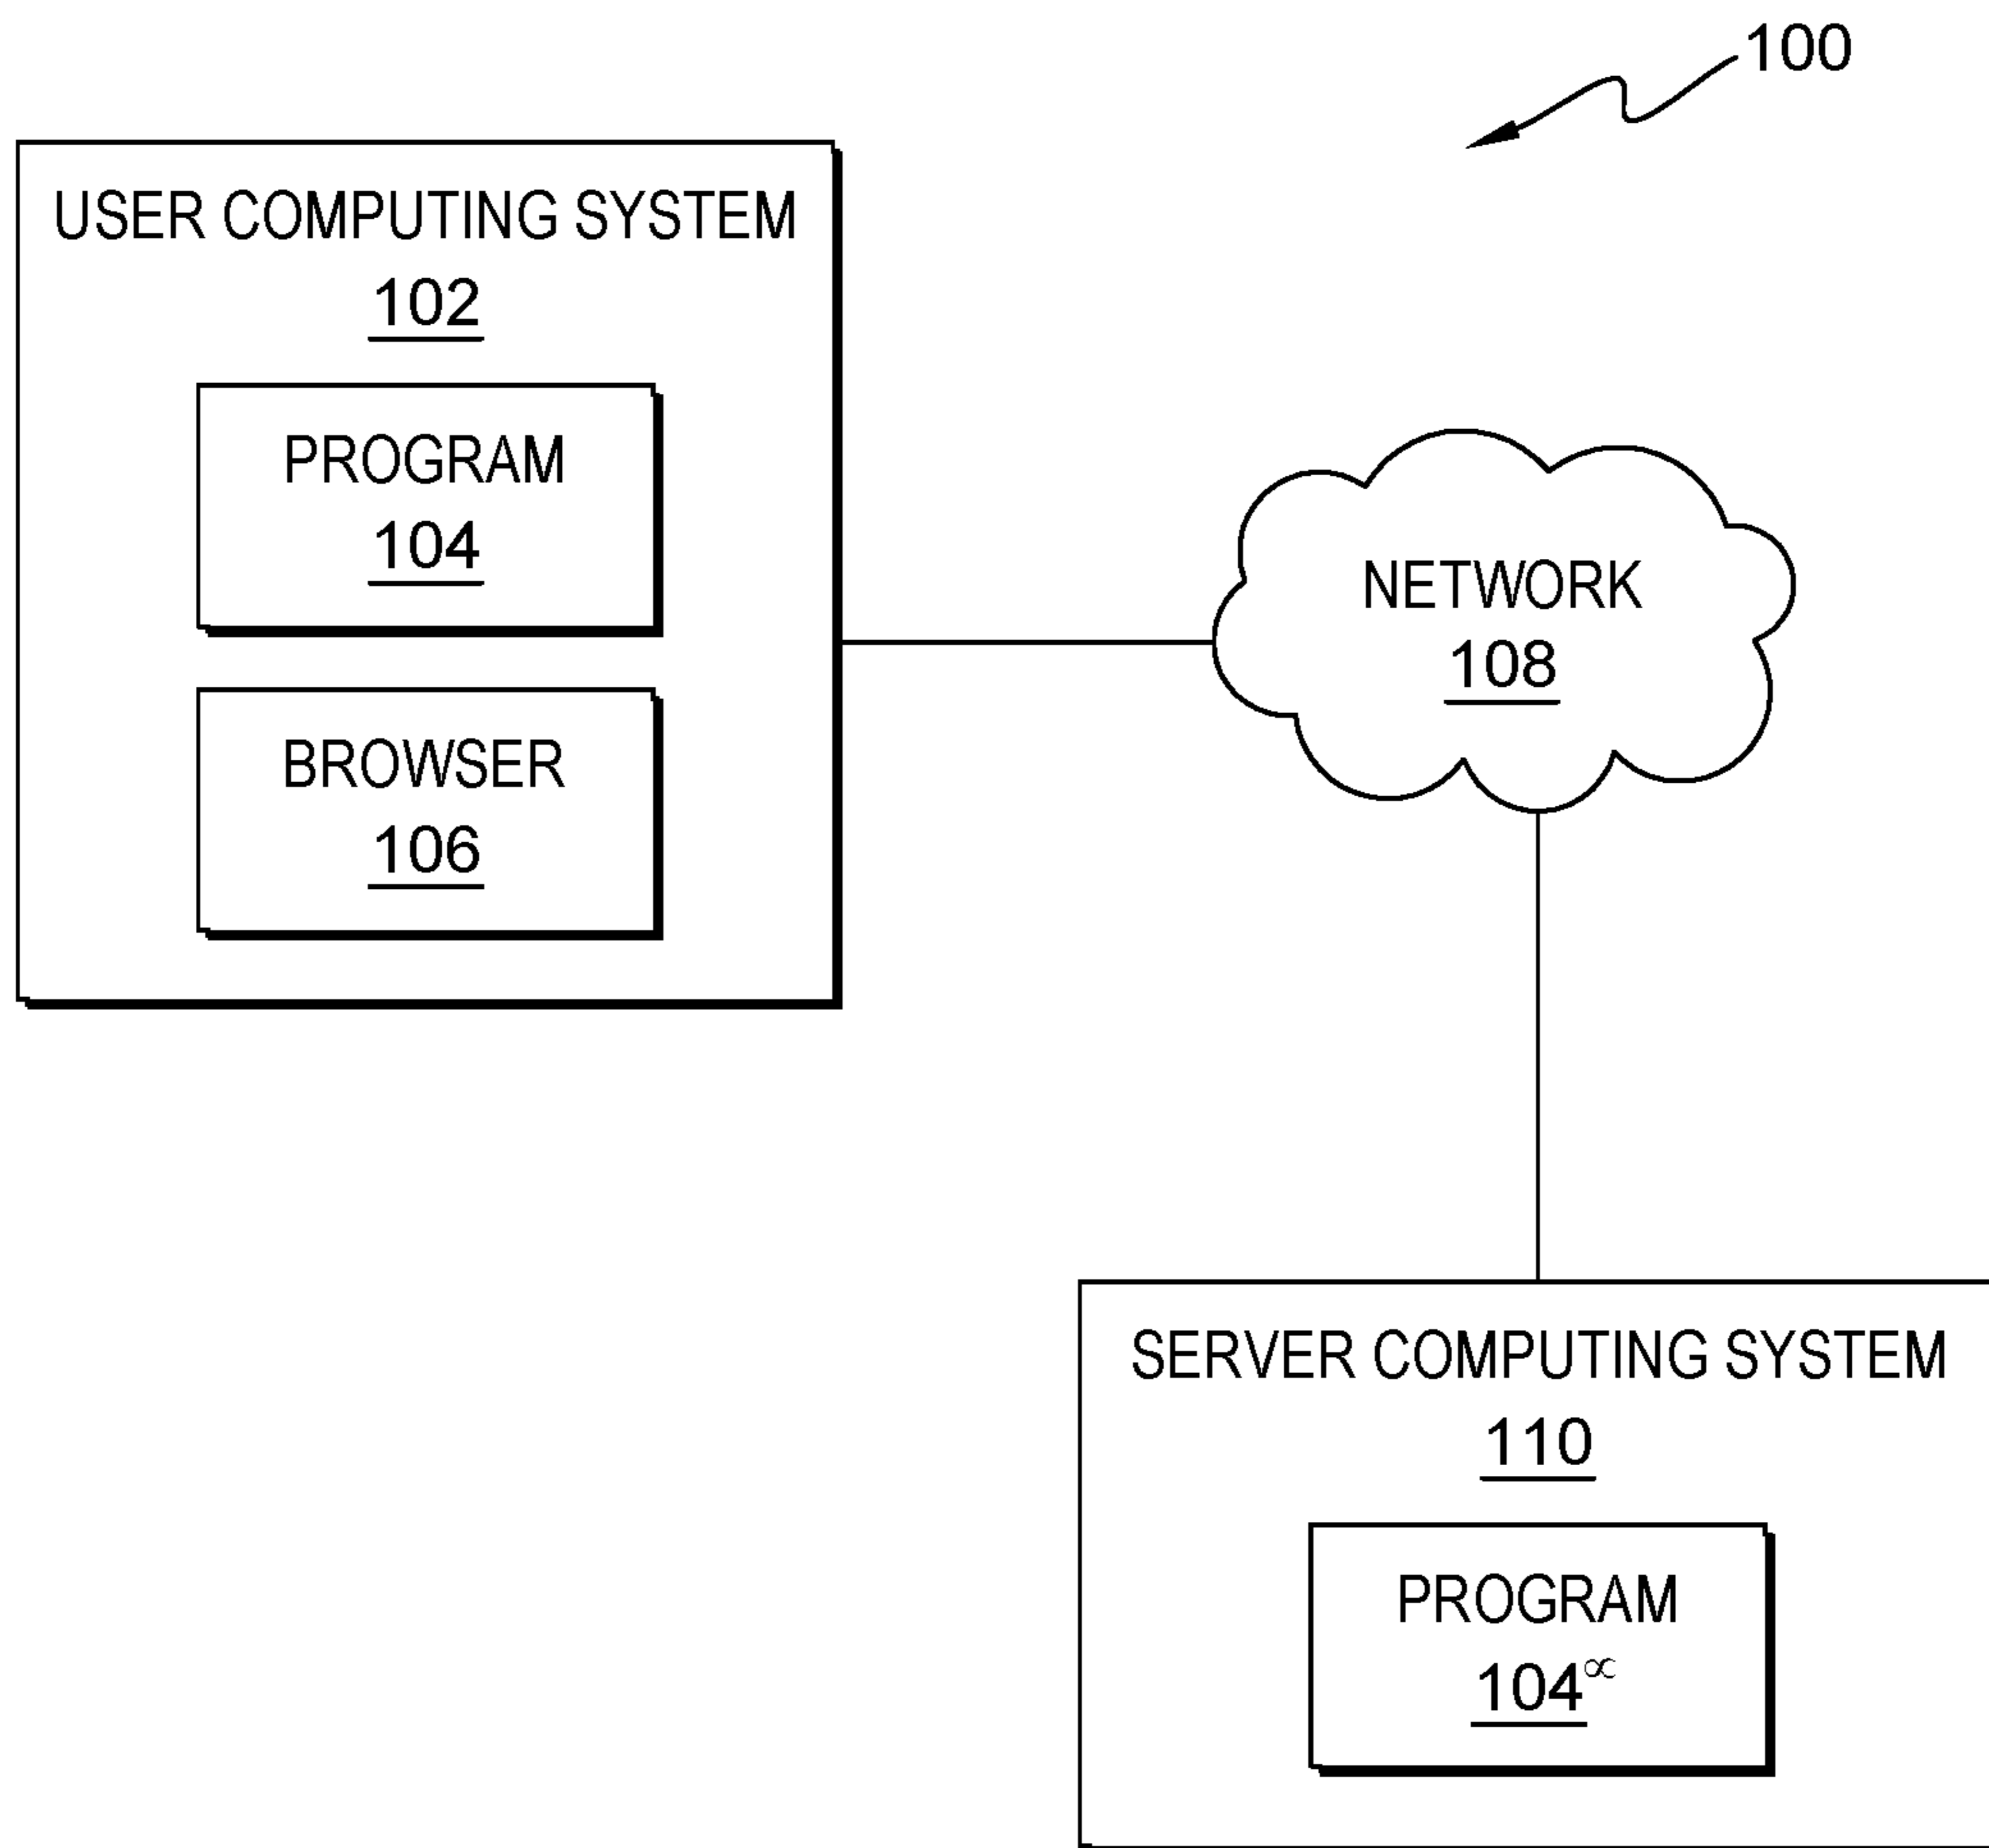 100
USER COMPUTING SYSTEM
102
PROGRAM
104
BROWSER
106
NETWORK
108
SERVER COMPUTING SYSTEM
110
PROGRAM
104∝